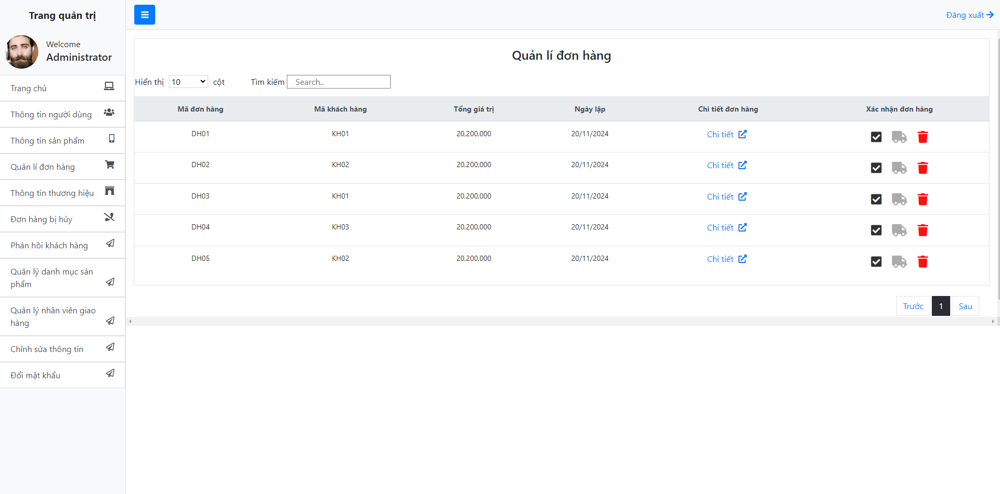 Trang quản trị
Welcome
Administrator
Trang chủ
Thông tin người dùng
Thông tin sản phẩm
Quản lí đơn hàng
Thông tin thương hiệu
Đơn hàng bị hủy
Phản hồi khách hàng
Quản lý danh mục sản
phẩm
Quản lý nhân viên giao
hàng
Chỉnh sửa thông tin
Đổi mật khẩu
Đăng xuất
Quản lí đơn hàng
Hiển thị 10 cột Tìm kiếm Search..
Mã đơn hàng Mã khách hàng Tổng giá trị Ngày lập Chi tiết đơn hàng Xác nhận đơn hàng
DH01 KH01 20,200,000 20/11/2024 Chi tiết
DH02 KH02 20,200,000 20/11/2024 Chi tiết
DH03 KH01 20,200,000 20/11/2024 Chi tiết
DH04 KH03 20,200,000 20/11/2024 Chi tiết
DH05 KH02 20,200,000 20/11/2024 Chi tiết
Trước 1 Sau